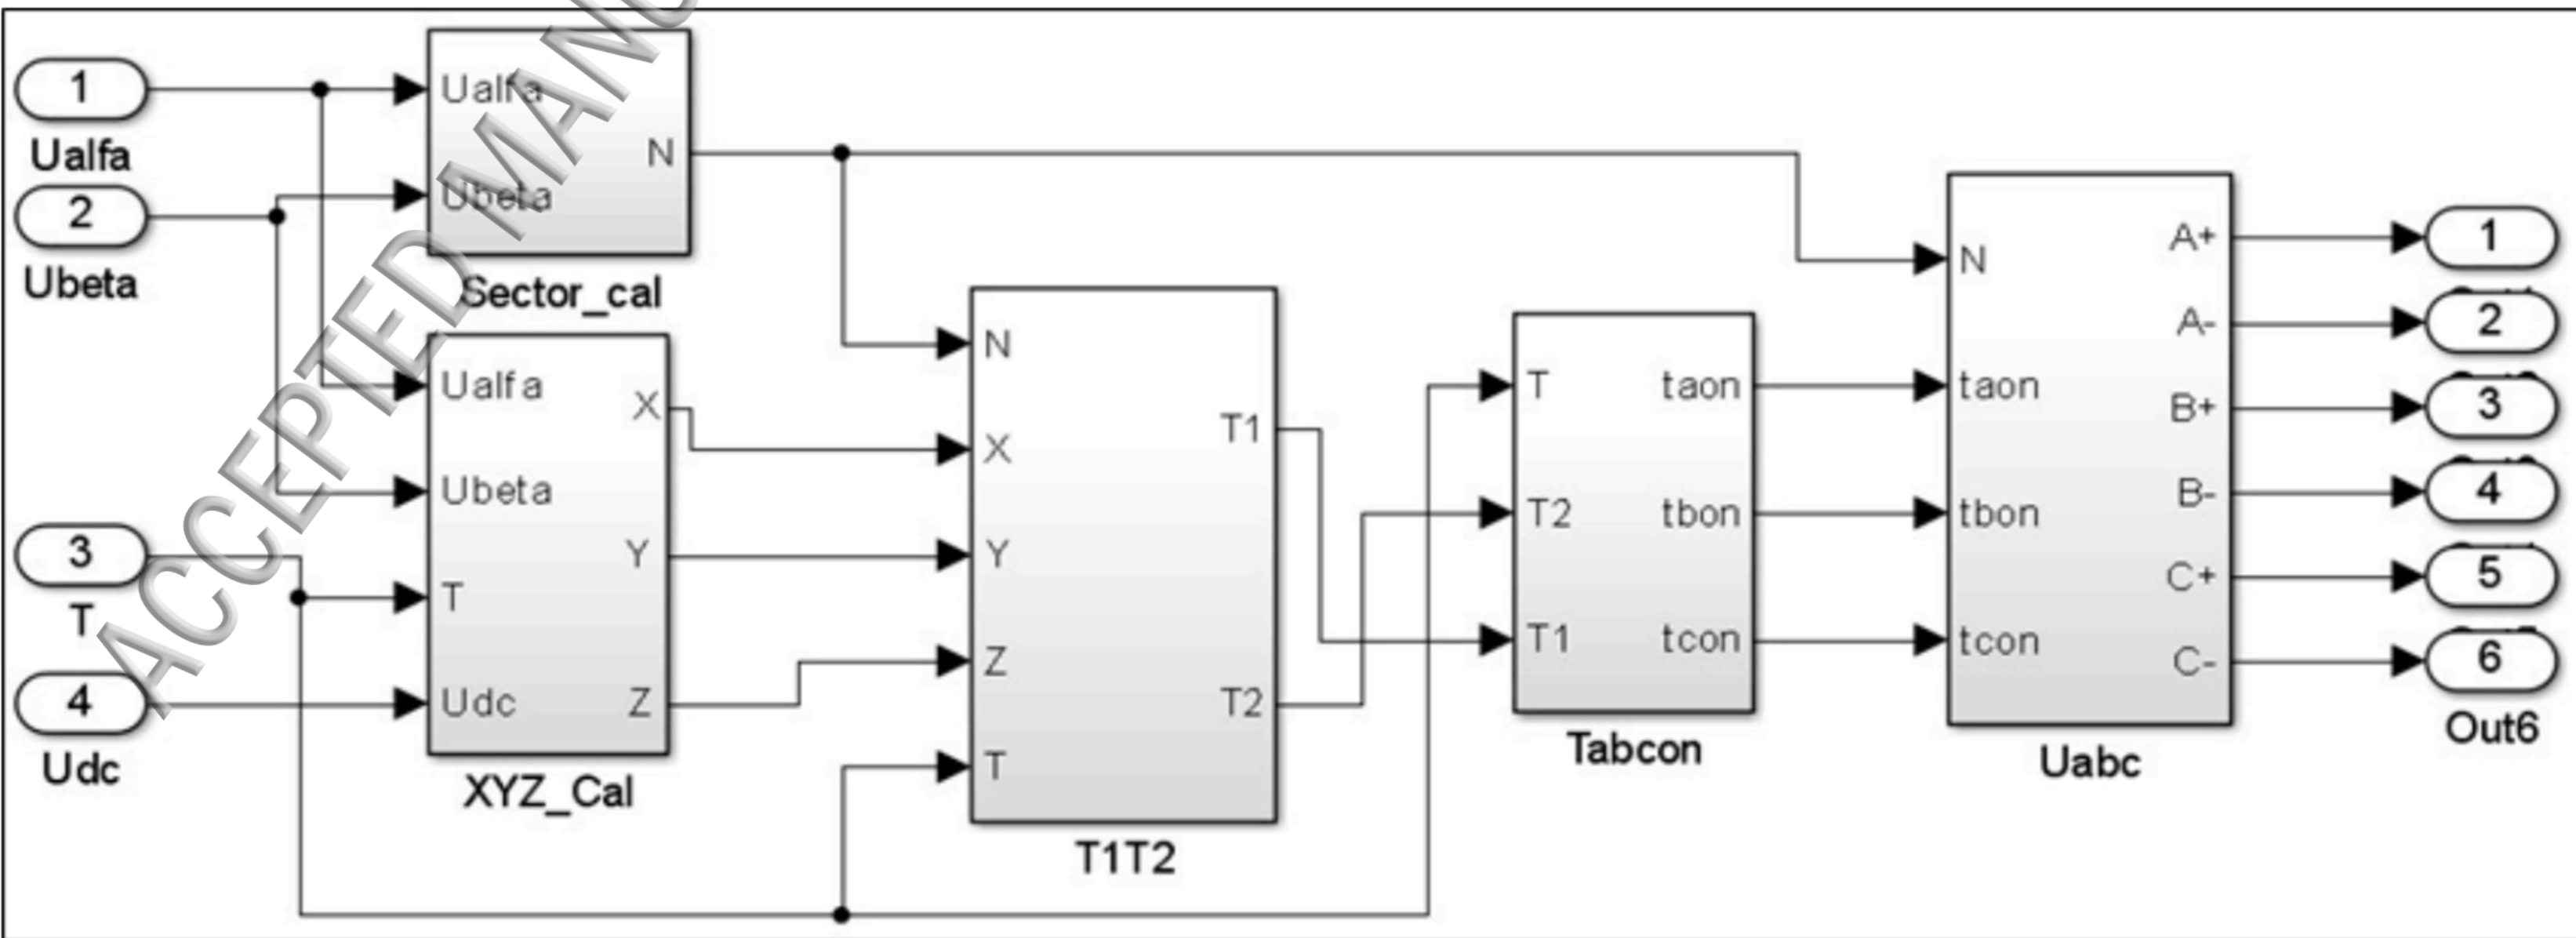 1
Ualfa
2
Ubeta
3
T
4
Udc
Ualfa
Ubeta
N
Sector_cal
Ualfa
Ubeta
T
Udc
X
Y
Z
XYZ_Cal
N
X
Y
Z
T
T1
T2
T1T2
T
T2
T1
taon
tbon
tcon
Tabcon
N
taon
tbon
tcon
A+
A-
B+
B-
C+
C-
Uabc
1
2
3
4
5
6
Out6
ACCEPTED